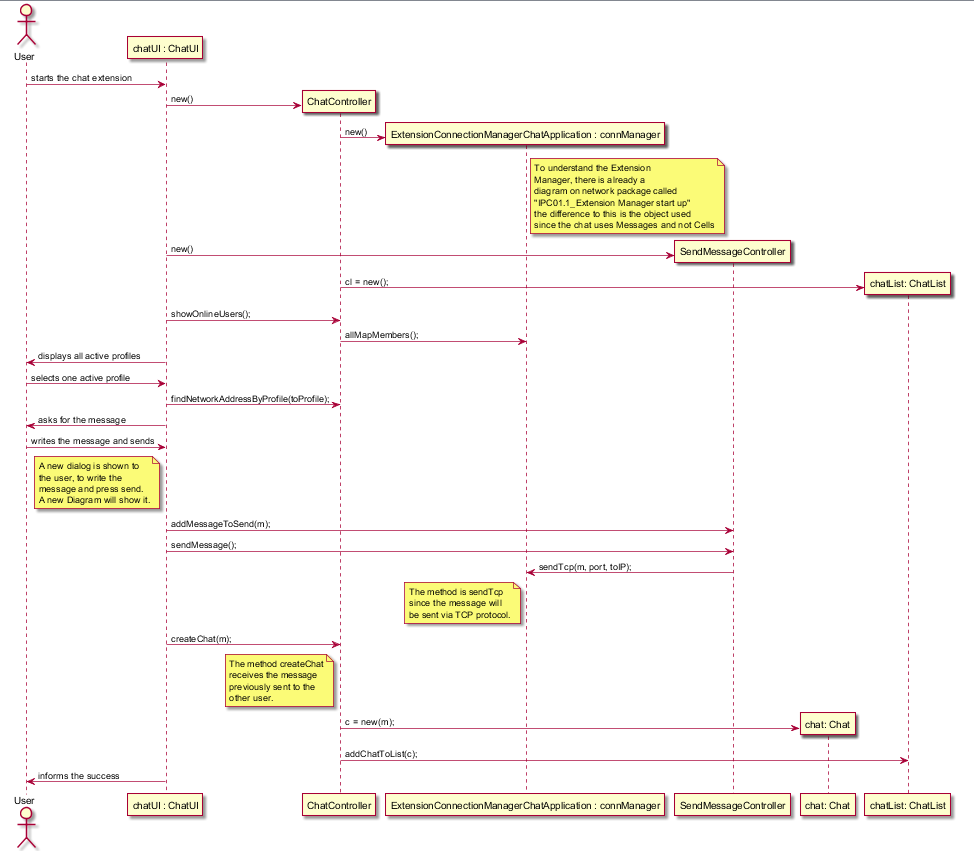 User
chatUI : ChatUI
starts the chat extension
new()
ChatController
new()
ExtensionConnectionManagerChatApplication : connManager
To understand the Extension
Manager, there is already a
diagram on network package called
"IPC01.1_Extension Manager start up"
the difference to this is the object used
since the chat uses Messages and not Cells
new()
SendMessageController
cl = new();
chatList: ChatList
showOnlineUsers();
allMapMembers();
displays all active profiles
selects one active profile
findNetworkAddressByProfile(toProfile);
asks for the message
writes the message and sends
A new dialog is shown to
the user, to write the
message and press send.
A new Diagram will show it.
addMessageToSend(m);
sendMessage();
sendTcp(m, port, toIP);
The method is sendTcp
since the message will
be sent via TCP protocol.
createChat(m);
The method createChat
receives the message
previously sent to the
other user.
c = new(m);
chat: Chat
addChatToList(c);
informs the success
User
chatUI : ChatUI
ChatController
ExtensionConnectionManagerChatApplication : connManager
SendMessageController
chat: Chat
chatList: ChatList